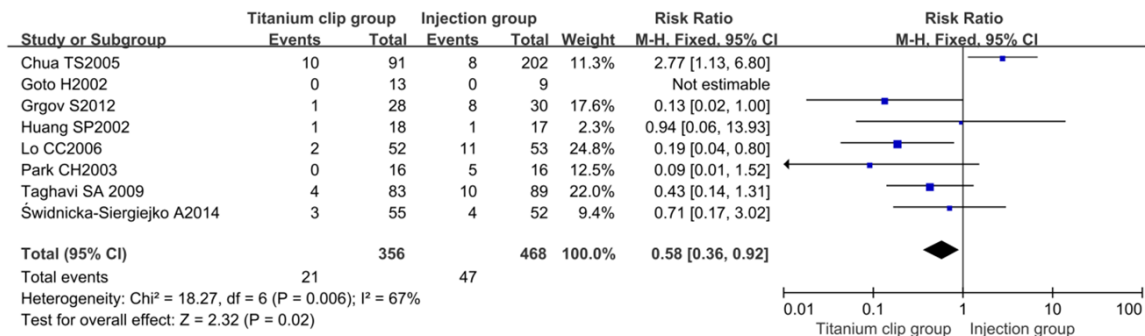 Titanium clip group Injection group Risk Ratio Risk Ratio
Study or Subgroup Events Total Events Total Weight M-H, Fixed, 95% CI M-H, Fixed, 95% CI
Chua TS2005 10 91 8 202 11.3% 2.77 [1.13, 6.80]
Goto H2002 0 13 0 9 Not estimable
Grgov S2012 1 28 8 30 17.6% 0.13 [0.02, 1.00]
Huang SP2002 1 18 1 17 2.3% 0.94 [0.06, 13.93]
Lo CC2006 2 52 11 53 24.8% 0.19 [0.04, 0.80]
Park CH2003 0 16 5 16 12.5% 0.09 [0.01, 1.52]
Taghavi SA 2009 4 83 10 89 22.0% 0.43 [0.14, 1.31]
Świdnicka-Siergiejko A2014 3 55 4 52 9.4% 0.71 [0.17, 3.02]
Total (95% CI) 356 468 100.0% 0.58 [0.36, 0.92]
Total events 21 47
Heterogeneity: Chi² = 18.27, df = 6 (P = 0.006); I² = 67%
Test for overall effect: Z = 2.32 (P = 0.02)
0.01 0.1 1 10 100
Titanium clip group Injection group